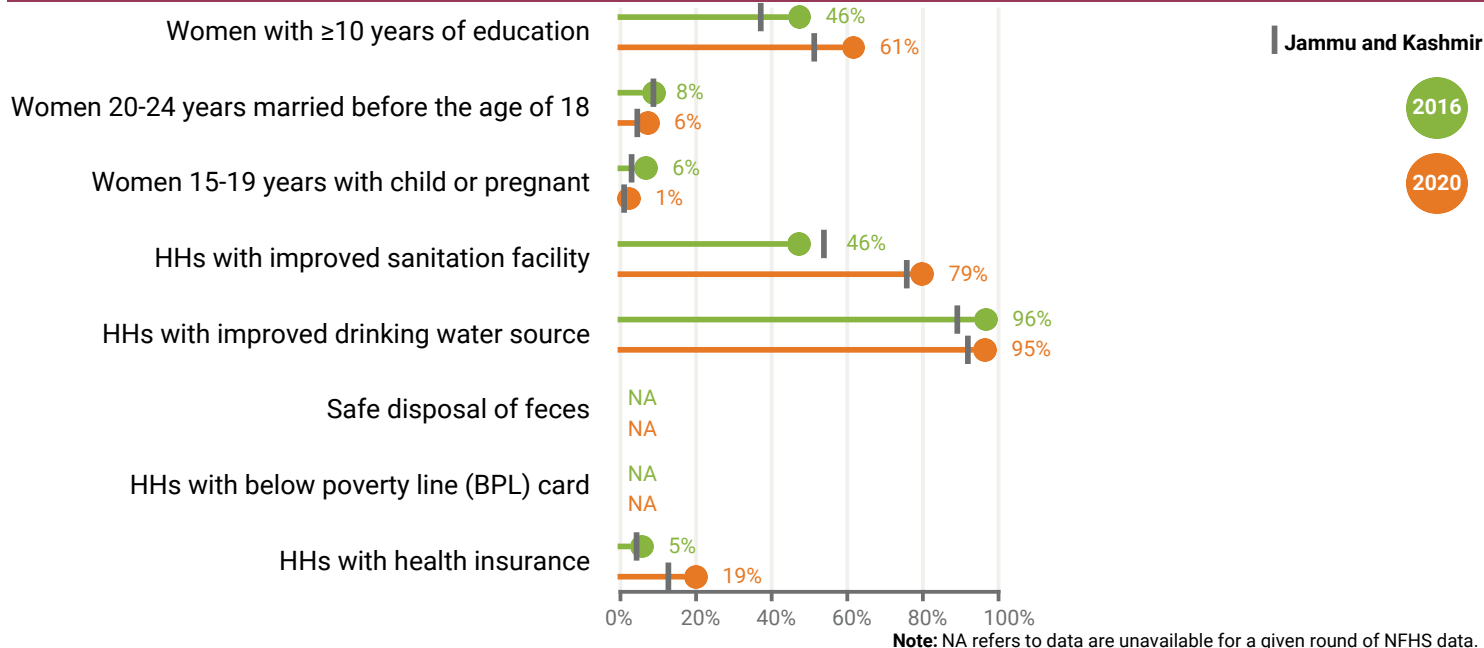 Women with ≥10 years of education
46%
61%
Women 20-24 years married before the age of 18
8%
6%
Women 15-19 years with child or pregnant
6%
1%
HHs with improved sanitation facility
46%
79%
HHs with improved drinking water source
96%
95%
Safe disposal of feces
NA
NA
HHs with below poverty line (BPL) card
NA
NA
HHs with health insurance
5%
19%
0% 20% 40% 60% 80% 100%
Jammu and Kashmir
2016
2020
Note: NA refers to data are unavailable for a given round of NFHS data.